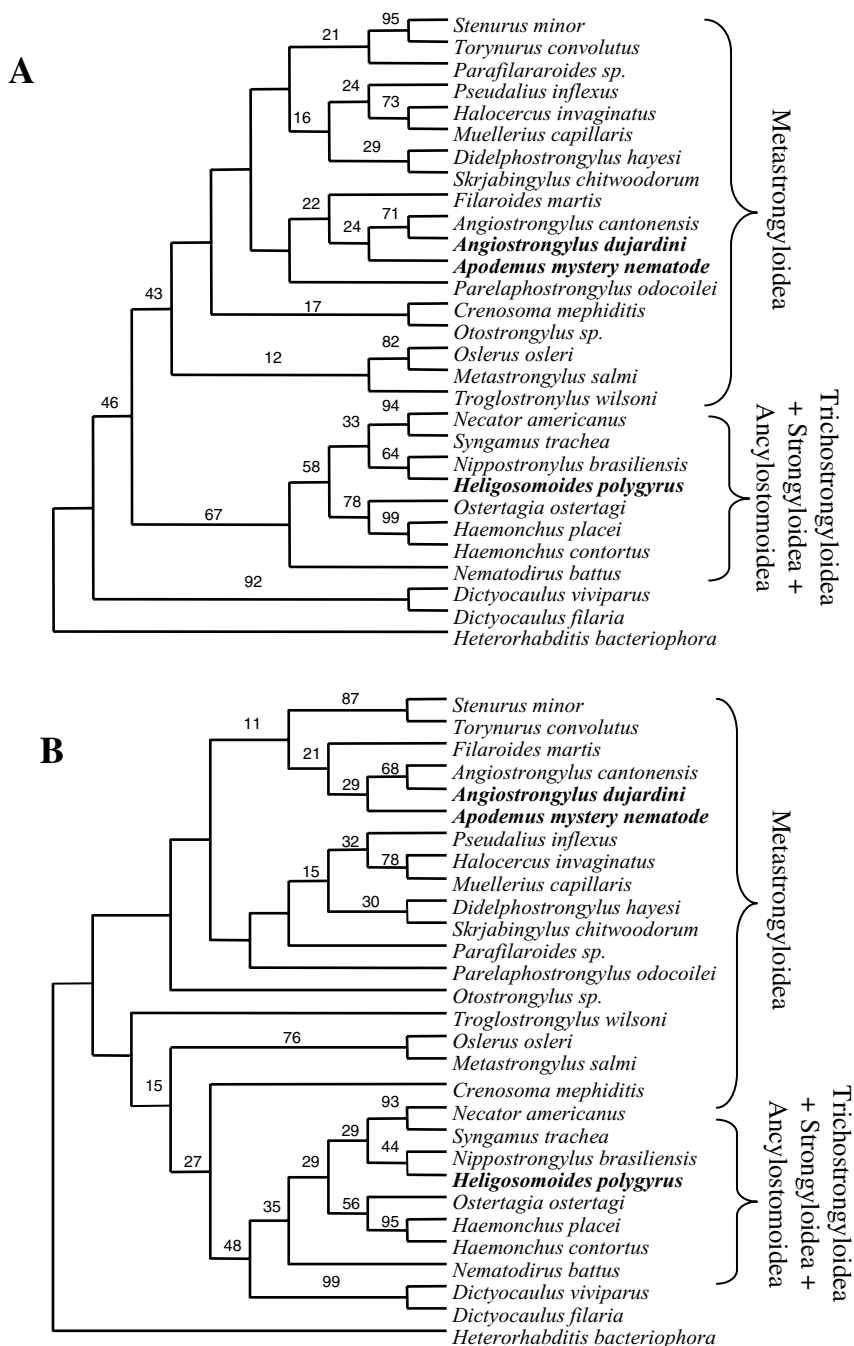 A
95
Stenurus minor
21
Torynurus convolutus
Parafilararoides sp.
24
Pseudalius inflexus
73
Halocercus invaginatus
16
Muellerius capillaris
29
Didelphostrongylus hayesi
Skrjabingylus chitwoodorum
22
Filaroides martis
71
Angiostrongylus cantonensis
24
Angiostrongylus dujardini
Apodemus mystery nematode
Parelaphostrongylus odocoilei
43
17
Crenosoma mephiditis
Otostrongylus sp.
82
Oslerus osleri
12
Metastrongylus salmi
Troglostronylus wilsoni
46
94
Necator americanus
33
Syngamus trachea
64
Nippostronylus brasiliensis
58
Heligosomoides polygyrus
78
Ostertagia ostertagi
67
99
Haemonchus placei
Haemonchus contortus
Nematodirus battus
92
Dictyocaulus viviparus
Dictyocaulus filaria
Heterorhabditis bacteriophora
Metastrongyloidea
Trichostrongyloidea
+ Strongyloidea +
Ancylostomoidea
B
87
Stenurus minor
11
Torynurus convolutus
21
Filaroides martis
68
Angiostrongylus cantonensis
29
Angiostrongylus dujardini
Apodemus mystery nematode
32
Pseudalius inflexus
78
Halocercus invaginatus
15
Muellerius capillaris
30
Didelphostrongylus hayesi
Skrjabingylus chitwoodorum
Parafilaroides sp.
Parelaphostrongylus odocoilei
Otostrongylus sp.
Troglostrongylus wilsoni
76
Oslerus osleri
Metastrongylus salmi
15
Crenosoma mephiditis
93
Necator americanus
29
Syngamus trachea
44
Nippostrongylus brasiliensis
27
29
Heligosomoides polygyrus
56
Ostertagia ostertagi
35
95
Haemonchus placei
Haemonchus contortus
48
Nematodirus battus
99
Dictyocaulus viviparus
Dictyocaulus filaria
Heterorhabditis bacteriophora
Metastrongyloidea
Trichostrongyloidea
+ Strongyloidea +
Ancylostomoidea